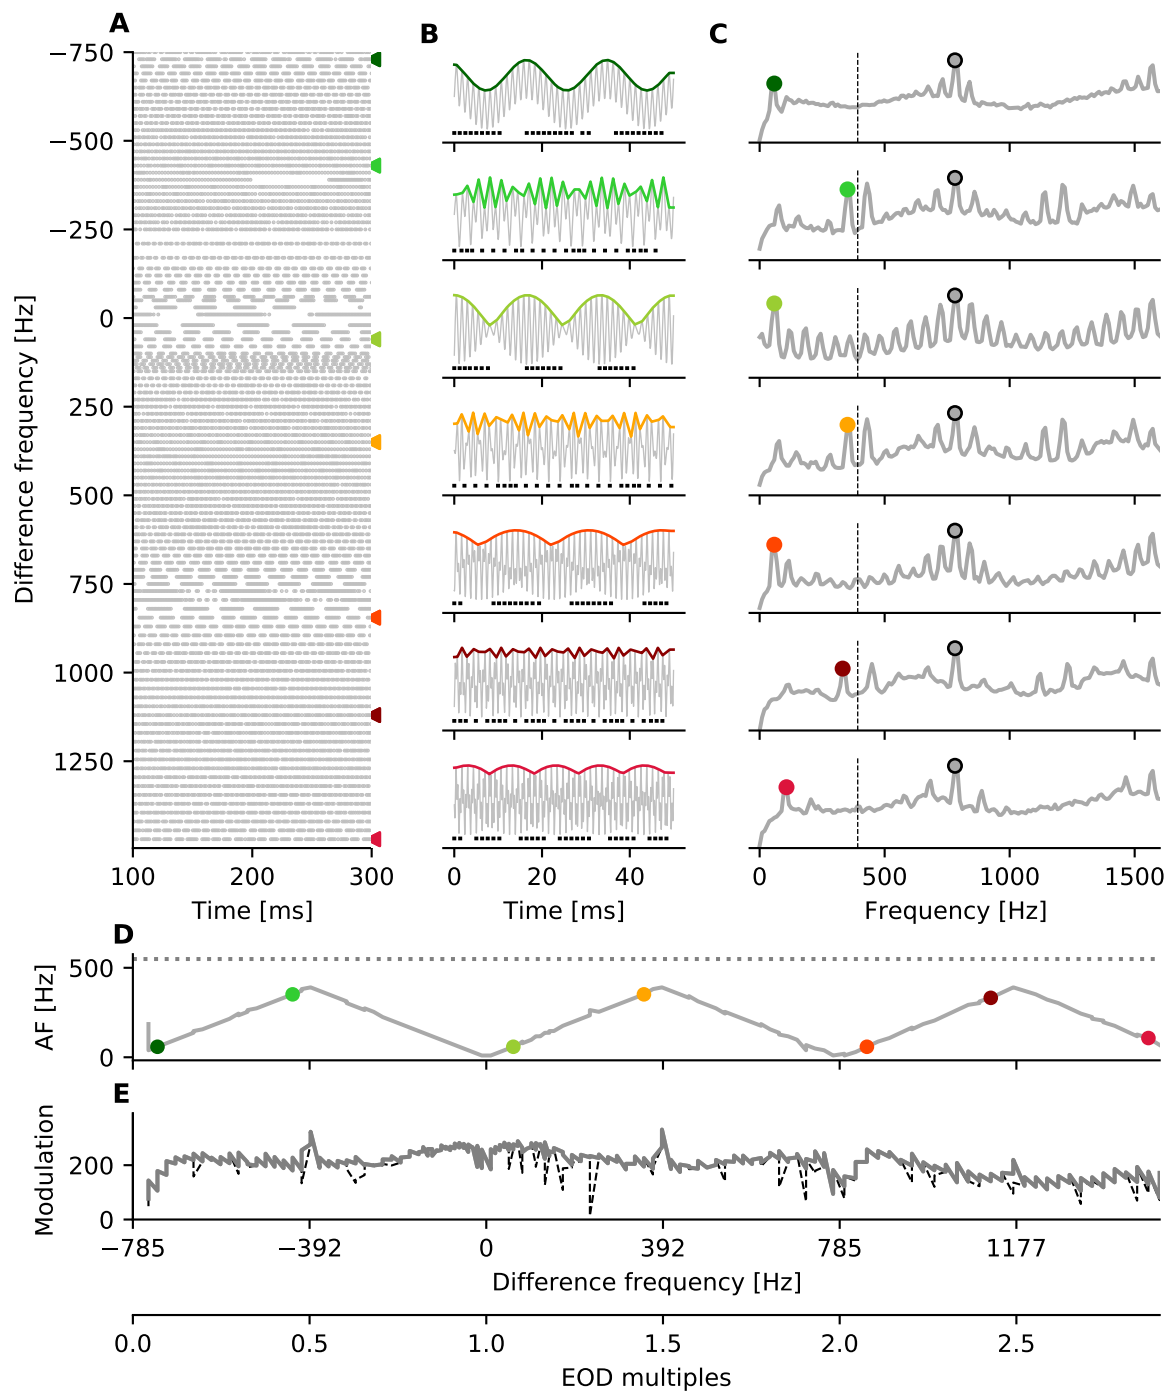 A
B
C
Difference frequency [Hz]
−750
−500
−250
0
250
500
750
1000
1250
100 200 300
0 20 40
0 500 1000 1500
Time [ms]
Time [ms]
Frequency [Hz]
D
AF [Hz]
500
0
E
Modulation
200
0
−785 −392 0 392 785 1177
Difference frequency [Hz]
0.0 0.5 1.0 1.5 2.0 2.5
EOD multiples